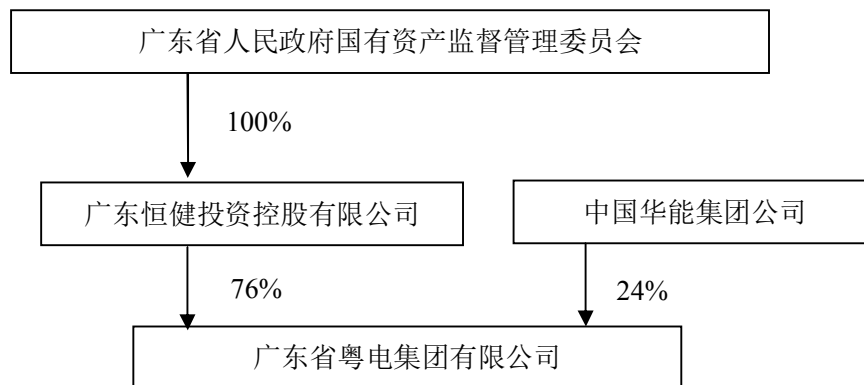 广东省人民政府国有资产监督管理委员会
100%
广东恒健投资控股有限公司
中国华能集团公司
76%
24%
广东省粤电集团有限公司